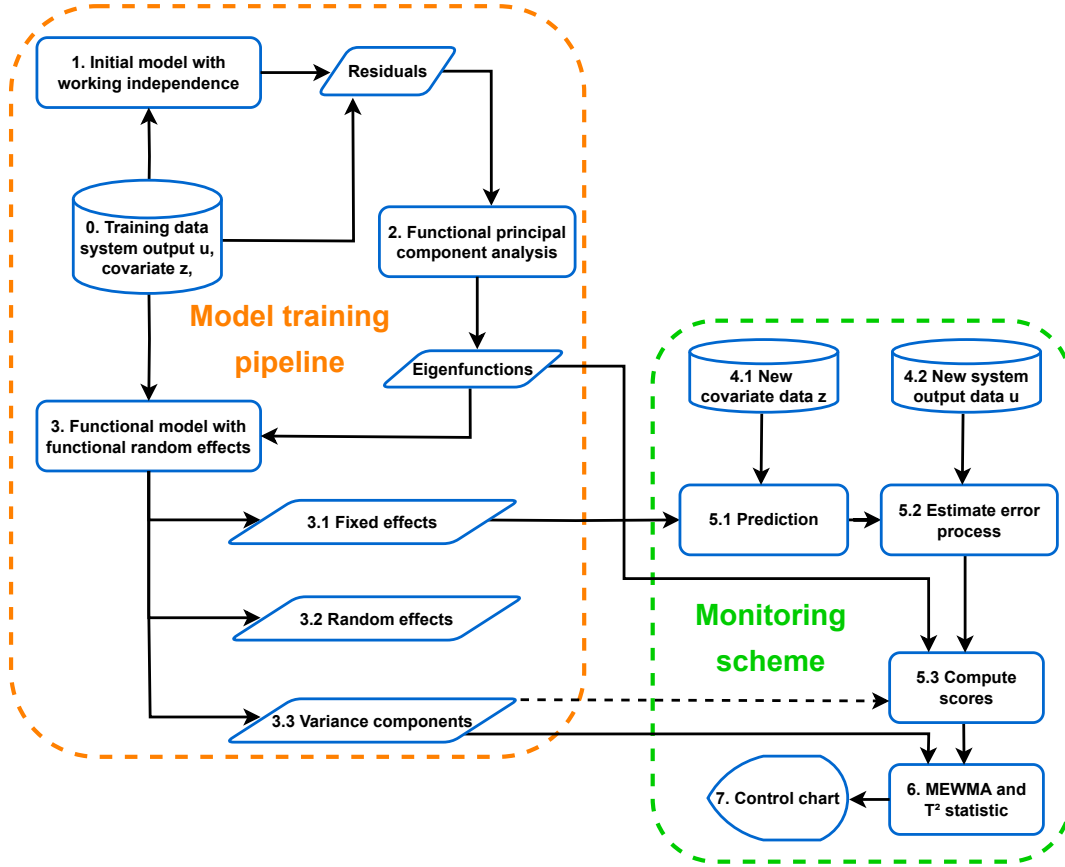 1. Initial model with
working independence
Residuals
0. Training data
system output u,
covariate z,
2. Functional principal
component analysis
Model training
pipeline
Eigenfunctions
3. Functional model with
functional random effects
3.1 Fixed effects
3.2 Random effects
3.3 Variance components
4.1 New
covariate data z
4.2 New system
output data u
5.1 Prediction
5.2 Estimate error
process
Monitoring
scheme
5.3 Compute
scores
6. MEWMA and
T² statistic
7. Control chart